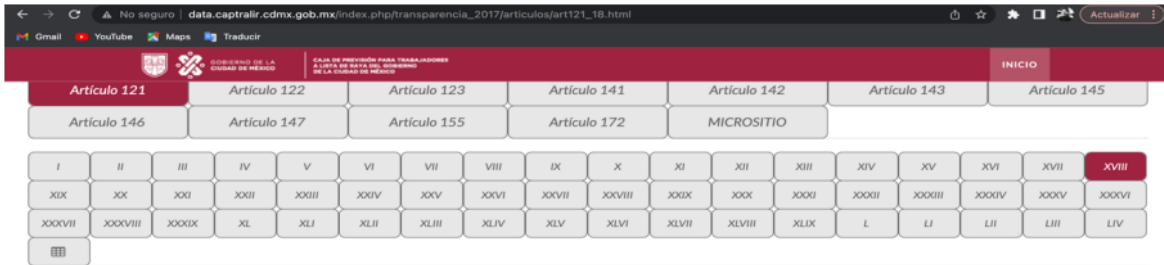 No seguro | data.captralir.cdmx.gob.mx/index.php/transparencia_2017/articulos/art121_18.html Actualizar
Gmail YouTube Maps Traducir
GOBIERNO DE LA
CIUDAD DE MÉXICO
CAJA DE PREVISIÓN PARA TRABAJADORES
A LISTA DE RAYA DEL GOBIERNO
DE LA CIUDAD DE MÉXICO
INICIO
Artículo 121 Artículo 122 Artículo 123 Artículo 141 Artículo 142 Artículo 143 Artículo 145
Artículo 146 Artículo 147 Artículo 155 Artículo 172 MICROSITIO
I II III IV V VI VII VIII IX X XI XII XIII XIV XV XVI XVII XVIII
XIX XX XXI XXII XXIII XXIV XXV XXVI XXVII XXVIII XXIX XXX XXXI XXXII XXXIII XXXIV XXXV XXXVI
XXXVII XXXVIII XXXIX XL XLI XLII XLIII XLIV XLV XLVI XLVII XLVIII XLIX L LI LII LIII LIV